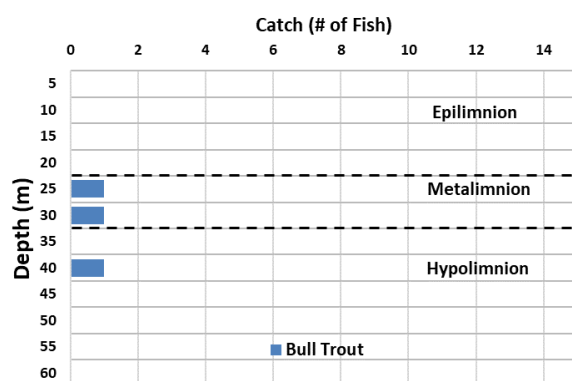 Catch (# of Fish)
0 2 4 6 8 10 12 14
Depth (m)
5
10
Epilimnion
15
20
25
Metalimnion
30
35
40
Hypolimnion
45
50
55
Bull Trout
60